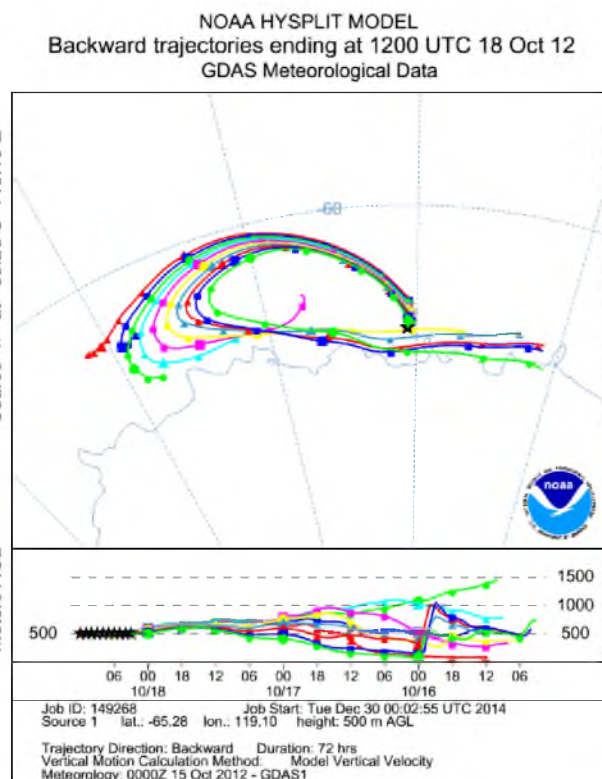 NOAA HYSPLIT MODEL
Backward trajectories ending at 1200 UTC 18 Oct 12
GDAS Meteorological Data
-60
noaa
1500
1000
500
500
06 00 18 12 06 00 18 12 06 00 18 12 06
10/18 10/17 10/16
Job ID: 149268 Job Start: Tue Dec 30 00:02:55 UTC 2014
Source 1 lat.: -65.28 lon.: 119.10 height: 500 m AGL
Trajectory Direction: Backward Duration: 72 hrs
Vertical Motion Calculation Method: Model Vertical Velocity
Meteorology: 0000Z 15 Oct 2012 - GDAS1